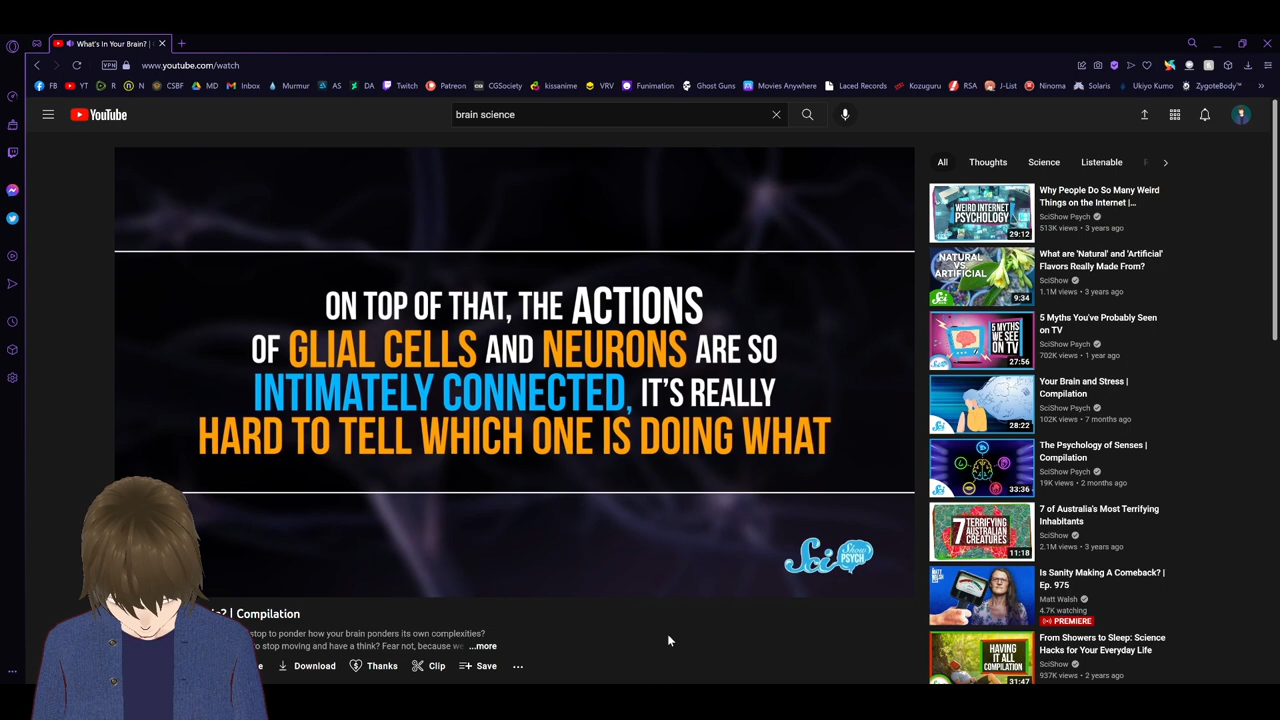 What's In Your Brain? |
www.youtube.com/watch
VPN
FB
YT
R
N
CSBF
MD
Inbox
Murmur
AS
DA
Twitch
Patreon
CGSociety
kissanime
VRV
Funimation
Ghost Guns
Movies Anywhere
Laced Records
Kozuguru
RSA
J-List
Ninoma
Solaris
Ukiyo Kumo
ZygoteBody™
YouTube
brain science
ON TOP OF THAT, THE ACTIONS
OF GLIAL CELLS AND NEURONS ARE SO
INTIMATELY CONNECTED, IT'S REALLY
HARD TO TELL WHICH ONE IS DOING WHAT
SciShow PSYCH
? | Compilation
stop to ponder how your brain ponders its own complexities?
to stop moving and have a think? Fear not, because we ...more
Download
Thanks
Clip
Save
All
Thoughts
Science
Listenable
WEIRD INTERNET
PSYCHOLOGY
29:12
Why People Do So Many Weird
Things on the Internet |...
SciShow Psych
513K views • 3 years ago
NATURAL
VS.
ARTIFICIAL
9:34
What are 'Natural' and 'Artificial'
Flavors Really Made From?
SciShow
1.1M views • 3 years ago
5 MYTHS
WE SEE
ON TV
27:56
5 Myths You've Probably Seen
on TV
SciShow Psych
702K views • 1 year ago
28:22
Your Brain and Stress |
Compilation
SciShow Psych
102K views • 7 months ago
33:36
The Psychology of Senses |
Compilation
SciShow Psych
19K views • 2 months ago
7 TERRIFYING
AUSTRALIAN
CREATURES
11:18
7 of Australia's Most Terrifying
Inhabitants
SciShow
2.1M views • 3 years ago
Is Sanity Making A Comeback? |
Ep. 975
Matt Walsh
4.7K watching
PREMIERE
HAVING
IT ALL
COMPILATION
31:47
From Showers to Sleep: Science
Hacks for Your Everyday Life
SciShow
937K views • 2 years ago